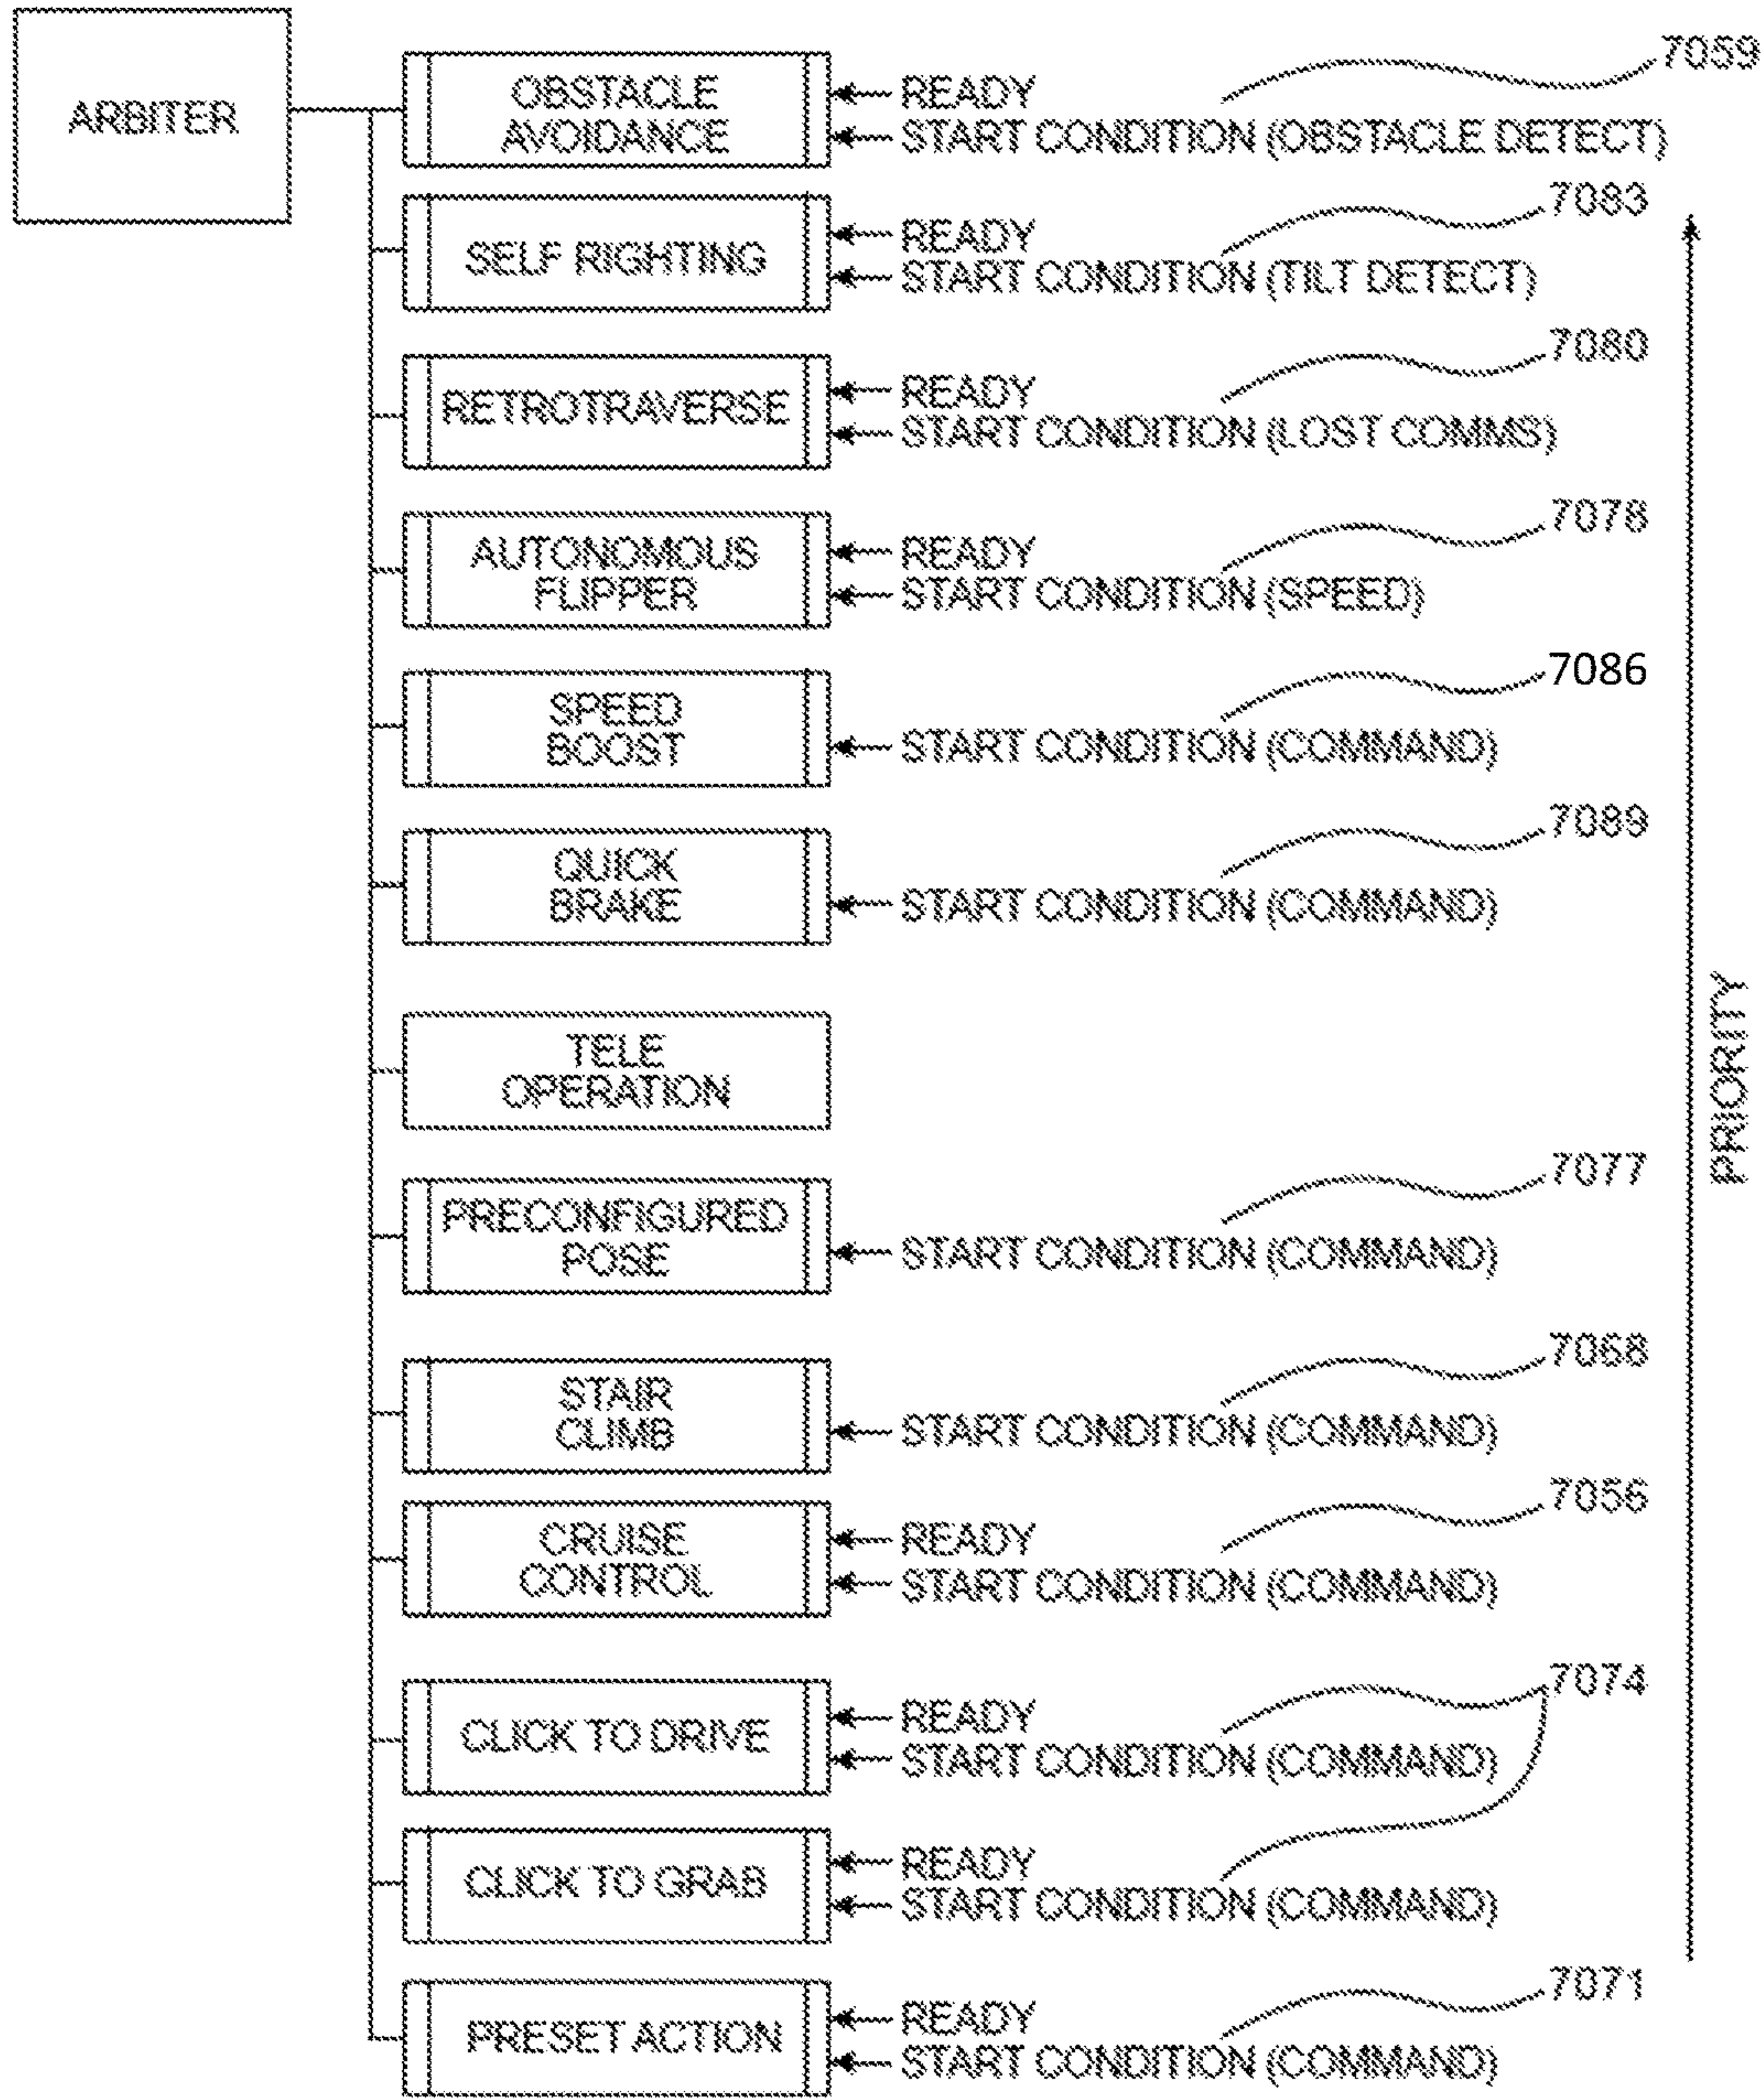 ARBITER
OBSTACLE
AVOIDANCE
READY
START CONDITION (OBSTACLE DETECT)
7059
SELF RIGHTING
READY
START CONDITION (TILT DETECT)
7083
RETROTRAVERSE
READY
START CONDITION (LOST COMMS)
7080
AUTONOMOUS
FLIPPER
READY
START CONDITION (SPEED)
7078
SPEED
BOOST
START CONDITION (COMMAND)
7086
QUICK
BRAKE
START CONDITION (COMMAND)
7089
TELE
OPERATION
PRECONFIGURED
POSE
START CONDITION (COMMAND)
7077
STAIR
CLIMB
START CONDITION (COMMAND)
7068
CRUISE
CONTROL
READY
START CONDITION (COMMAND)
7056
CLICK TO DRIVE
READY
START CONDITION (COMMAND)
7074
CLICK TO GRAB
READY
START CONDITION (COMMAND)
PRESET ACTION
READY
START CONDITION (COMMAND)
7071
PRIORITY